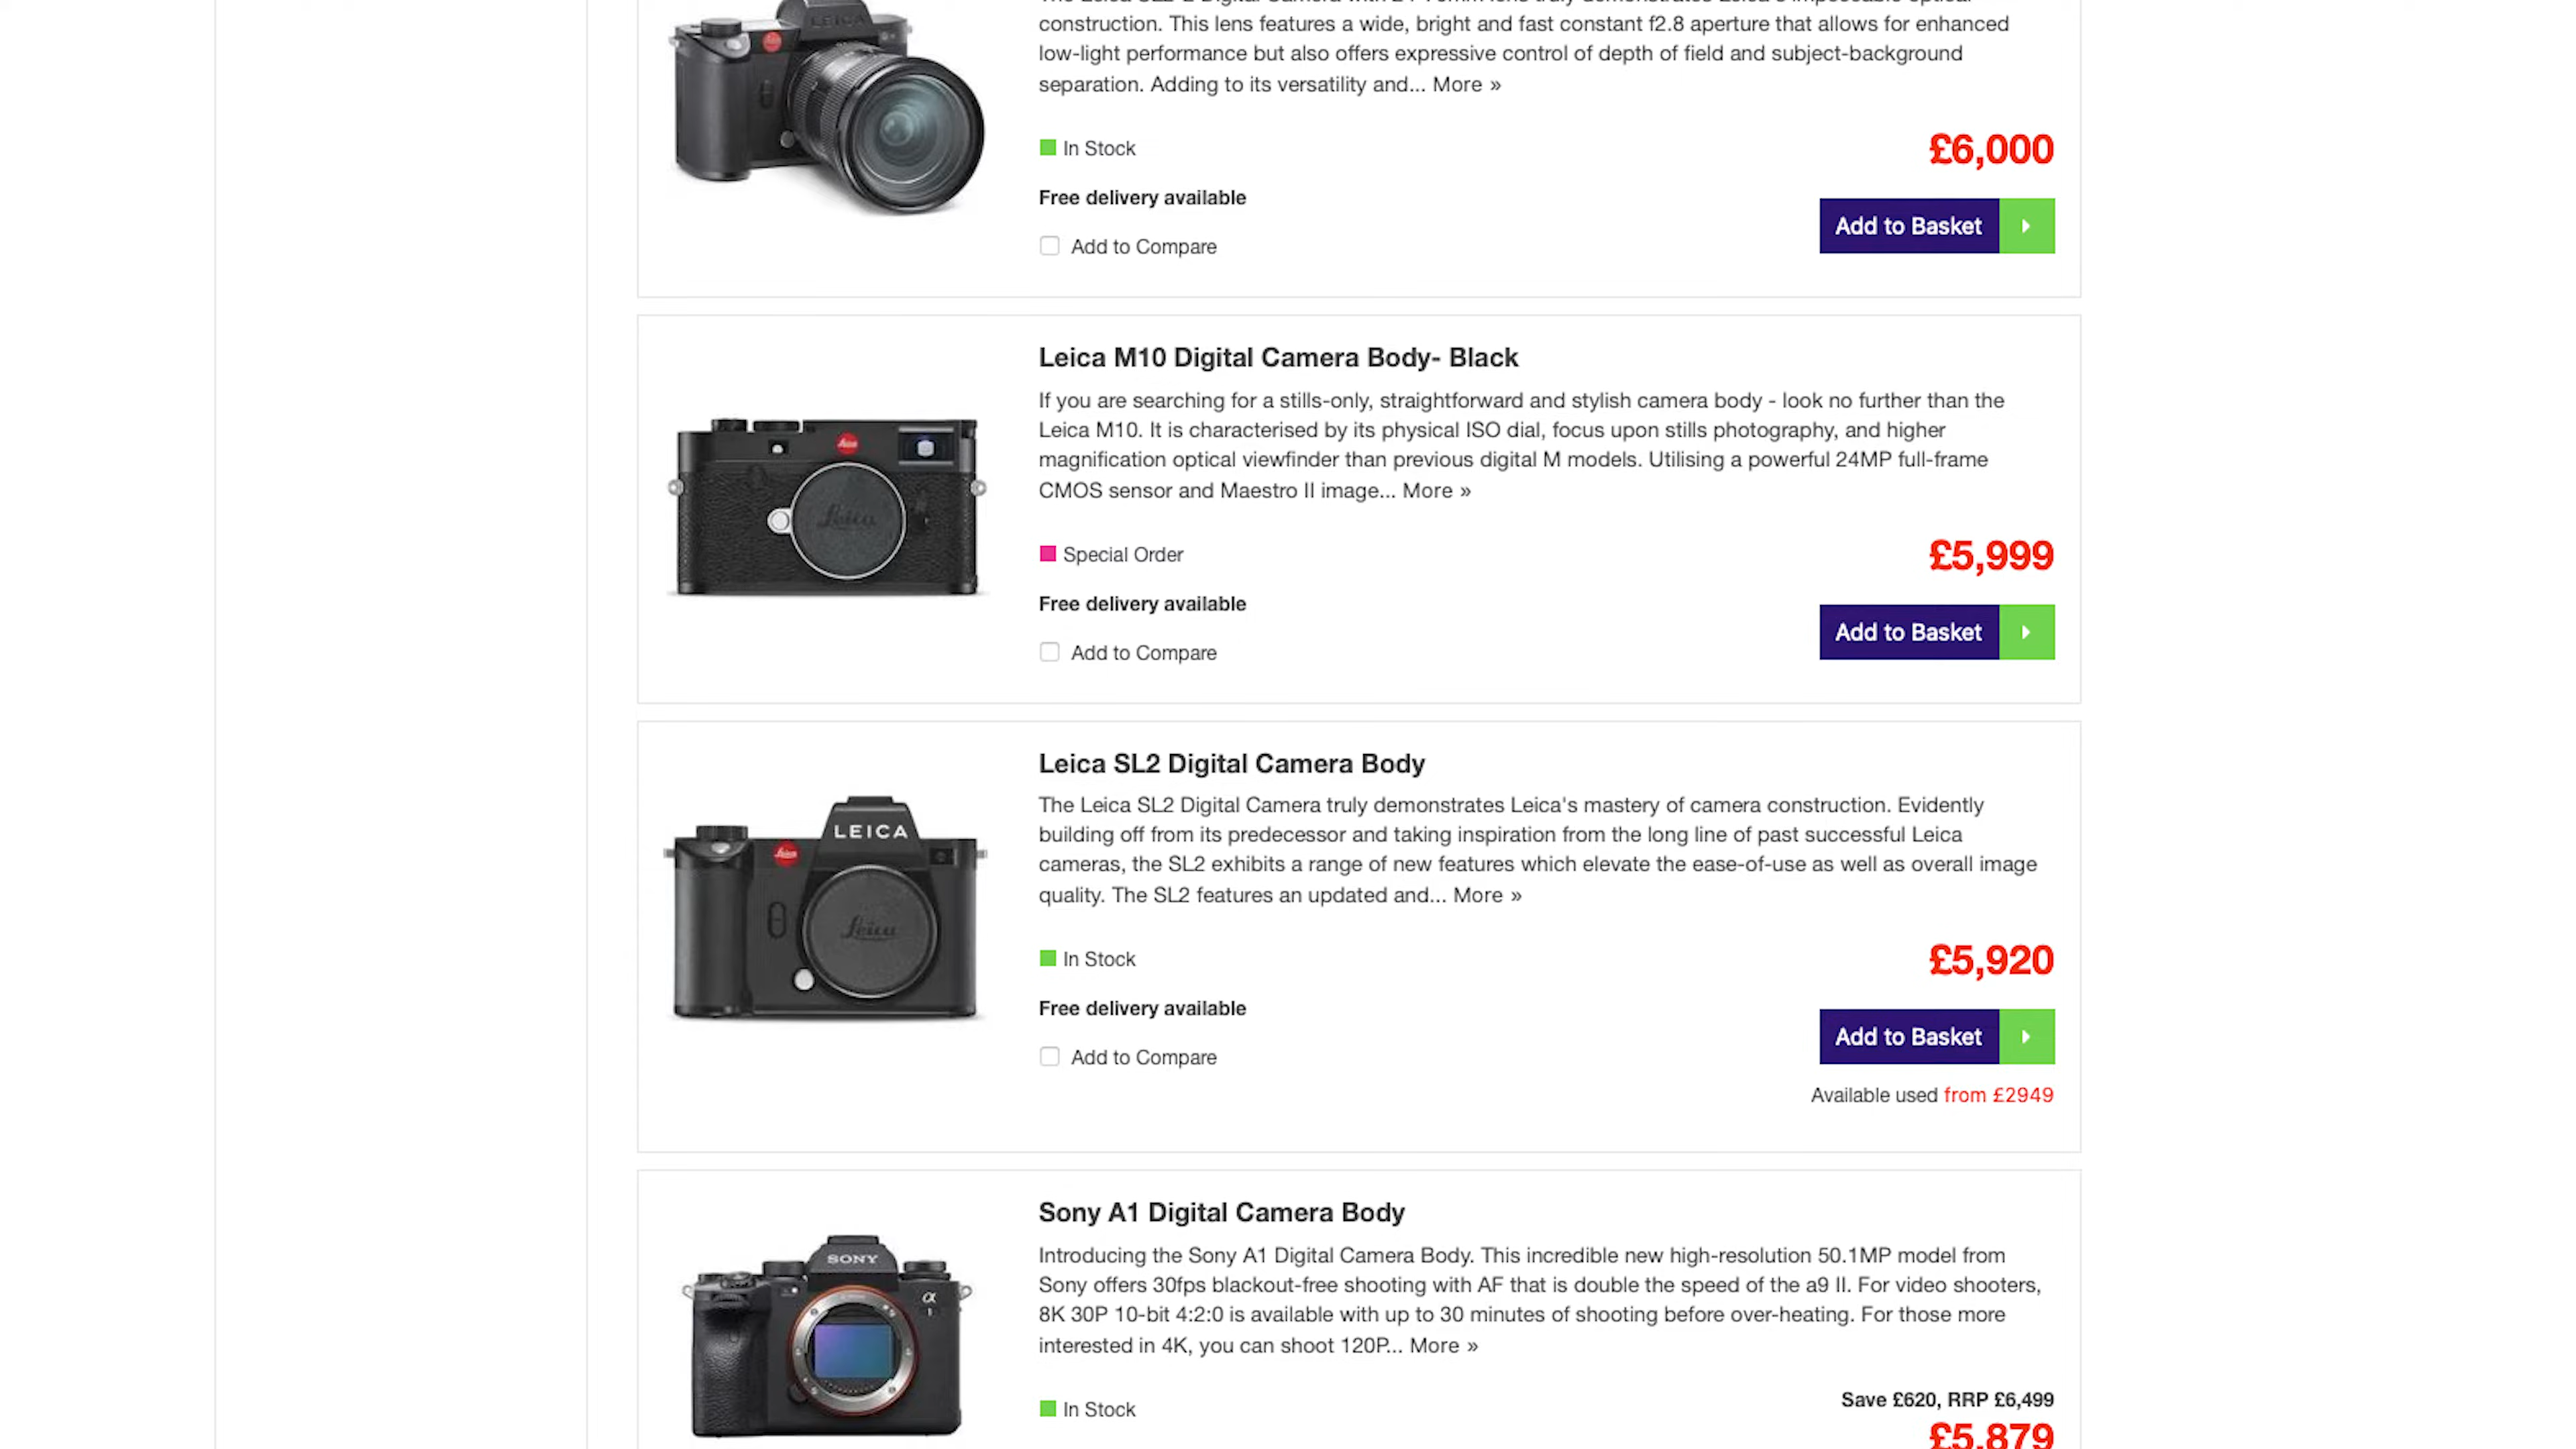 construction. This lens features a wide, bright and fast constant f2.8 aperture that allows for enhanced
low-light performance but also offers expressive control of depth of field and subject-background
separation. Adding to its versatility and... More »
In Stock
£6,000
Free delivery available
Add to Basket
Add to Compare
Leica M10 Digital Camera Body- Black
If you are searching for a stills-only, straightforward and stylish camera body - look no further than the
Leica M10. It is characterised by its physical ISO dial, focus upon stills photography, and higher
magnification optical viewfinder than previous digital M models. Utilising a powerful 24MP full-frame
CMOS sensor and Maestro II image... More »
Leica
Leica
Special Order
£5,999
Free delivery available
Add to Basket
Add to Compare
Leica SL2 Digital Camera Body
The Leica SL2 Digital Camera truly demonstrates Leica's mastery of camera construction. Evidently
building off from its predecessor and taking inspiration from the long line of past successful Leica
cameras, the SL2 exhibits a range of new features which elevate the ease-of-use as well as overall image
quality. The SL2 features an updated and... More »
LEICA
Leica
Leica
In Stock
£5,920
Free delivery available
Add to Basket
Add to Compare
Available used from £2949
Sony A1 Digital Camera Body
Introducing the Sony A1 Digital Camera Body. This incredible new high-resolution 50.1MP model from
Sony offers 30fps blackout-free shooting with AF that is double the speed of the a9 II. For video shooters,
8K 30P 10-bit 4:2:0 is available with up to 30 minutes of shooting before over-heating. For those more
interested in 4K, you can shoot 120P... More »
SONY
α
1
Save £620, RRP £6,499
In Stock
£5,879